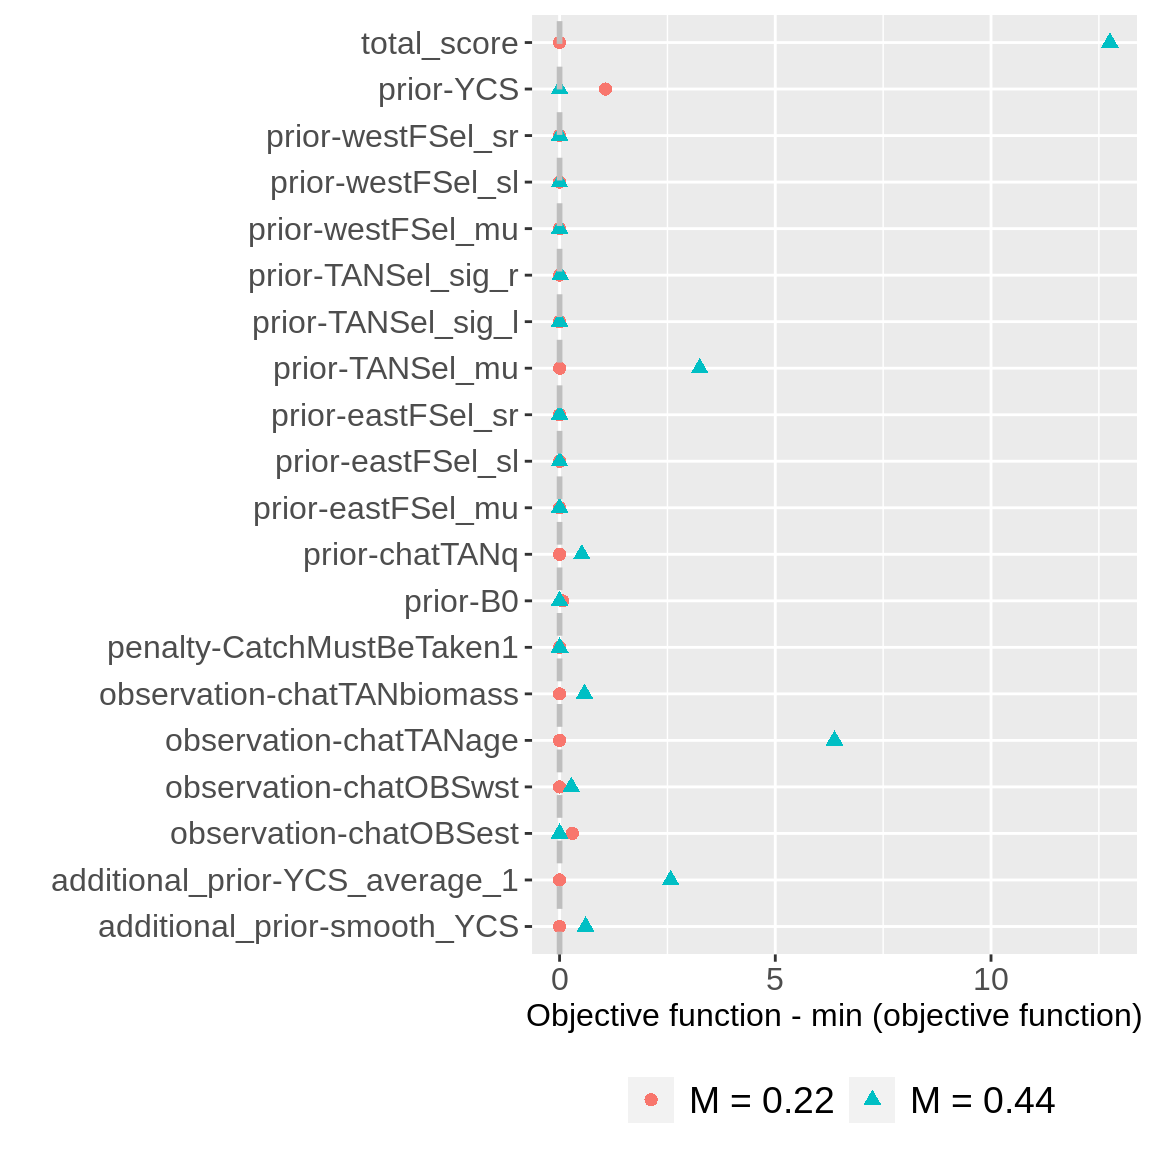 total_score
prior-YCS
prior-westFSel_sr
prior-westFSel_sl
prior-westFSel_mu
prior-TANSel_sig_r
prior-TANSel_sig_l
prior-TANSel_mu
prior-eastFSel_sr
prior-eastFSel_sl
prior-eastFSel_mu
prior-chatTANq
prior-B0
penalty-CatchMustBeTaken1
observation-chatTANbiomass
observation-chatTANage
observation-chatOBSwst
observation-chatOBSest
additional_prior-YCS_average_1
additional_prior-smooth_YCS
0 5 10
Objective function - min (objective function)
M = 0.22 M = 0.44